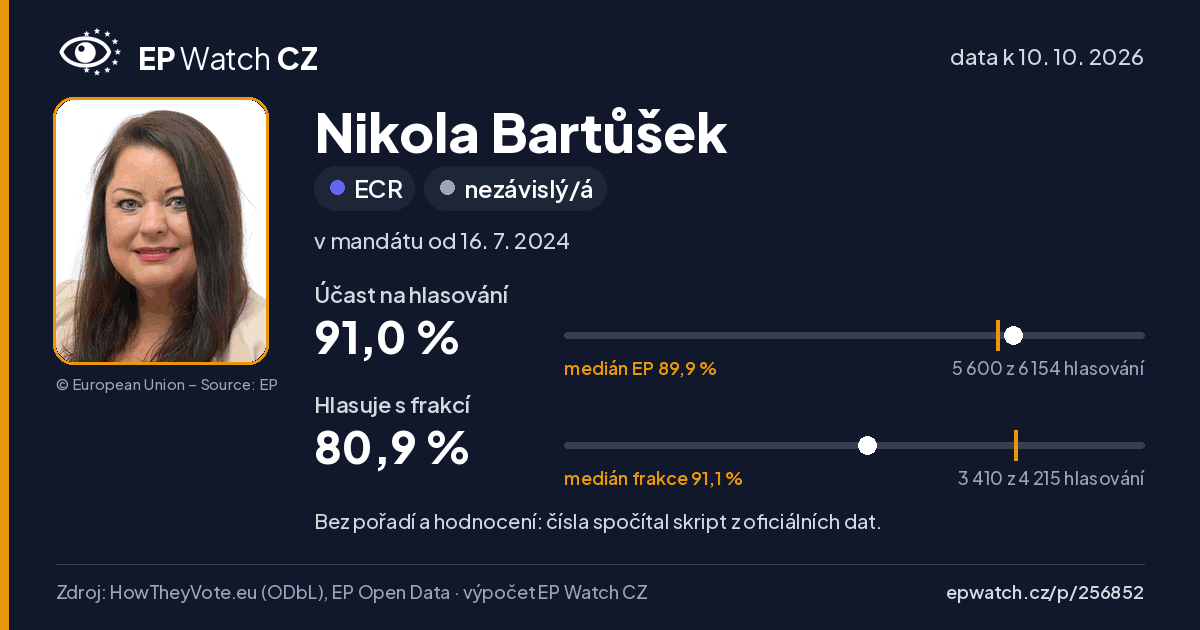 EP Watch CZ
data k 10. 10. 2026
Nikola Bartůšek
ECR
nezávislý/á
v mandátu od 16. 7. 2024
Účast na hlasování
91,0 %
medián EP 89,9 %
5 600 z 6 154 hlasování
© European Union – Source: EP
Hlasuje s frakcí
80,9 %
medián frakce 91,1 %
3 410 z 4 215 hlasování
Bez pořadí a hodnocení: čísla spočítal skript z oficiálních dat.
Zdroj: HowTheyVote.eu (ODbL), EP Open Data · výpočet EP Watch CZ
epwatch.cz/p/256852